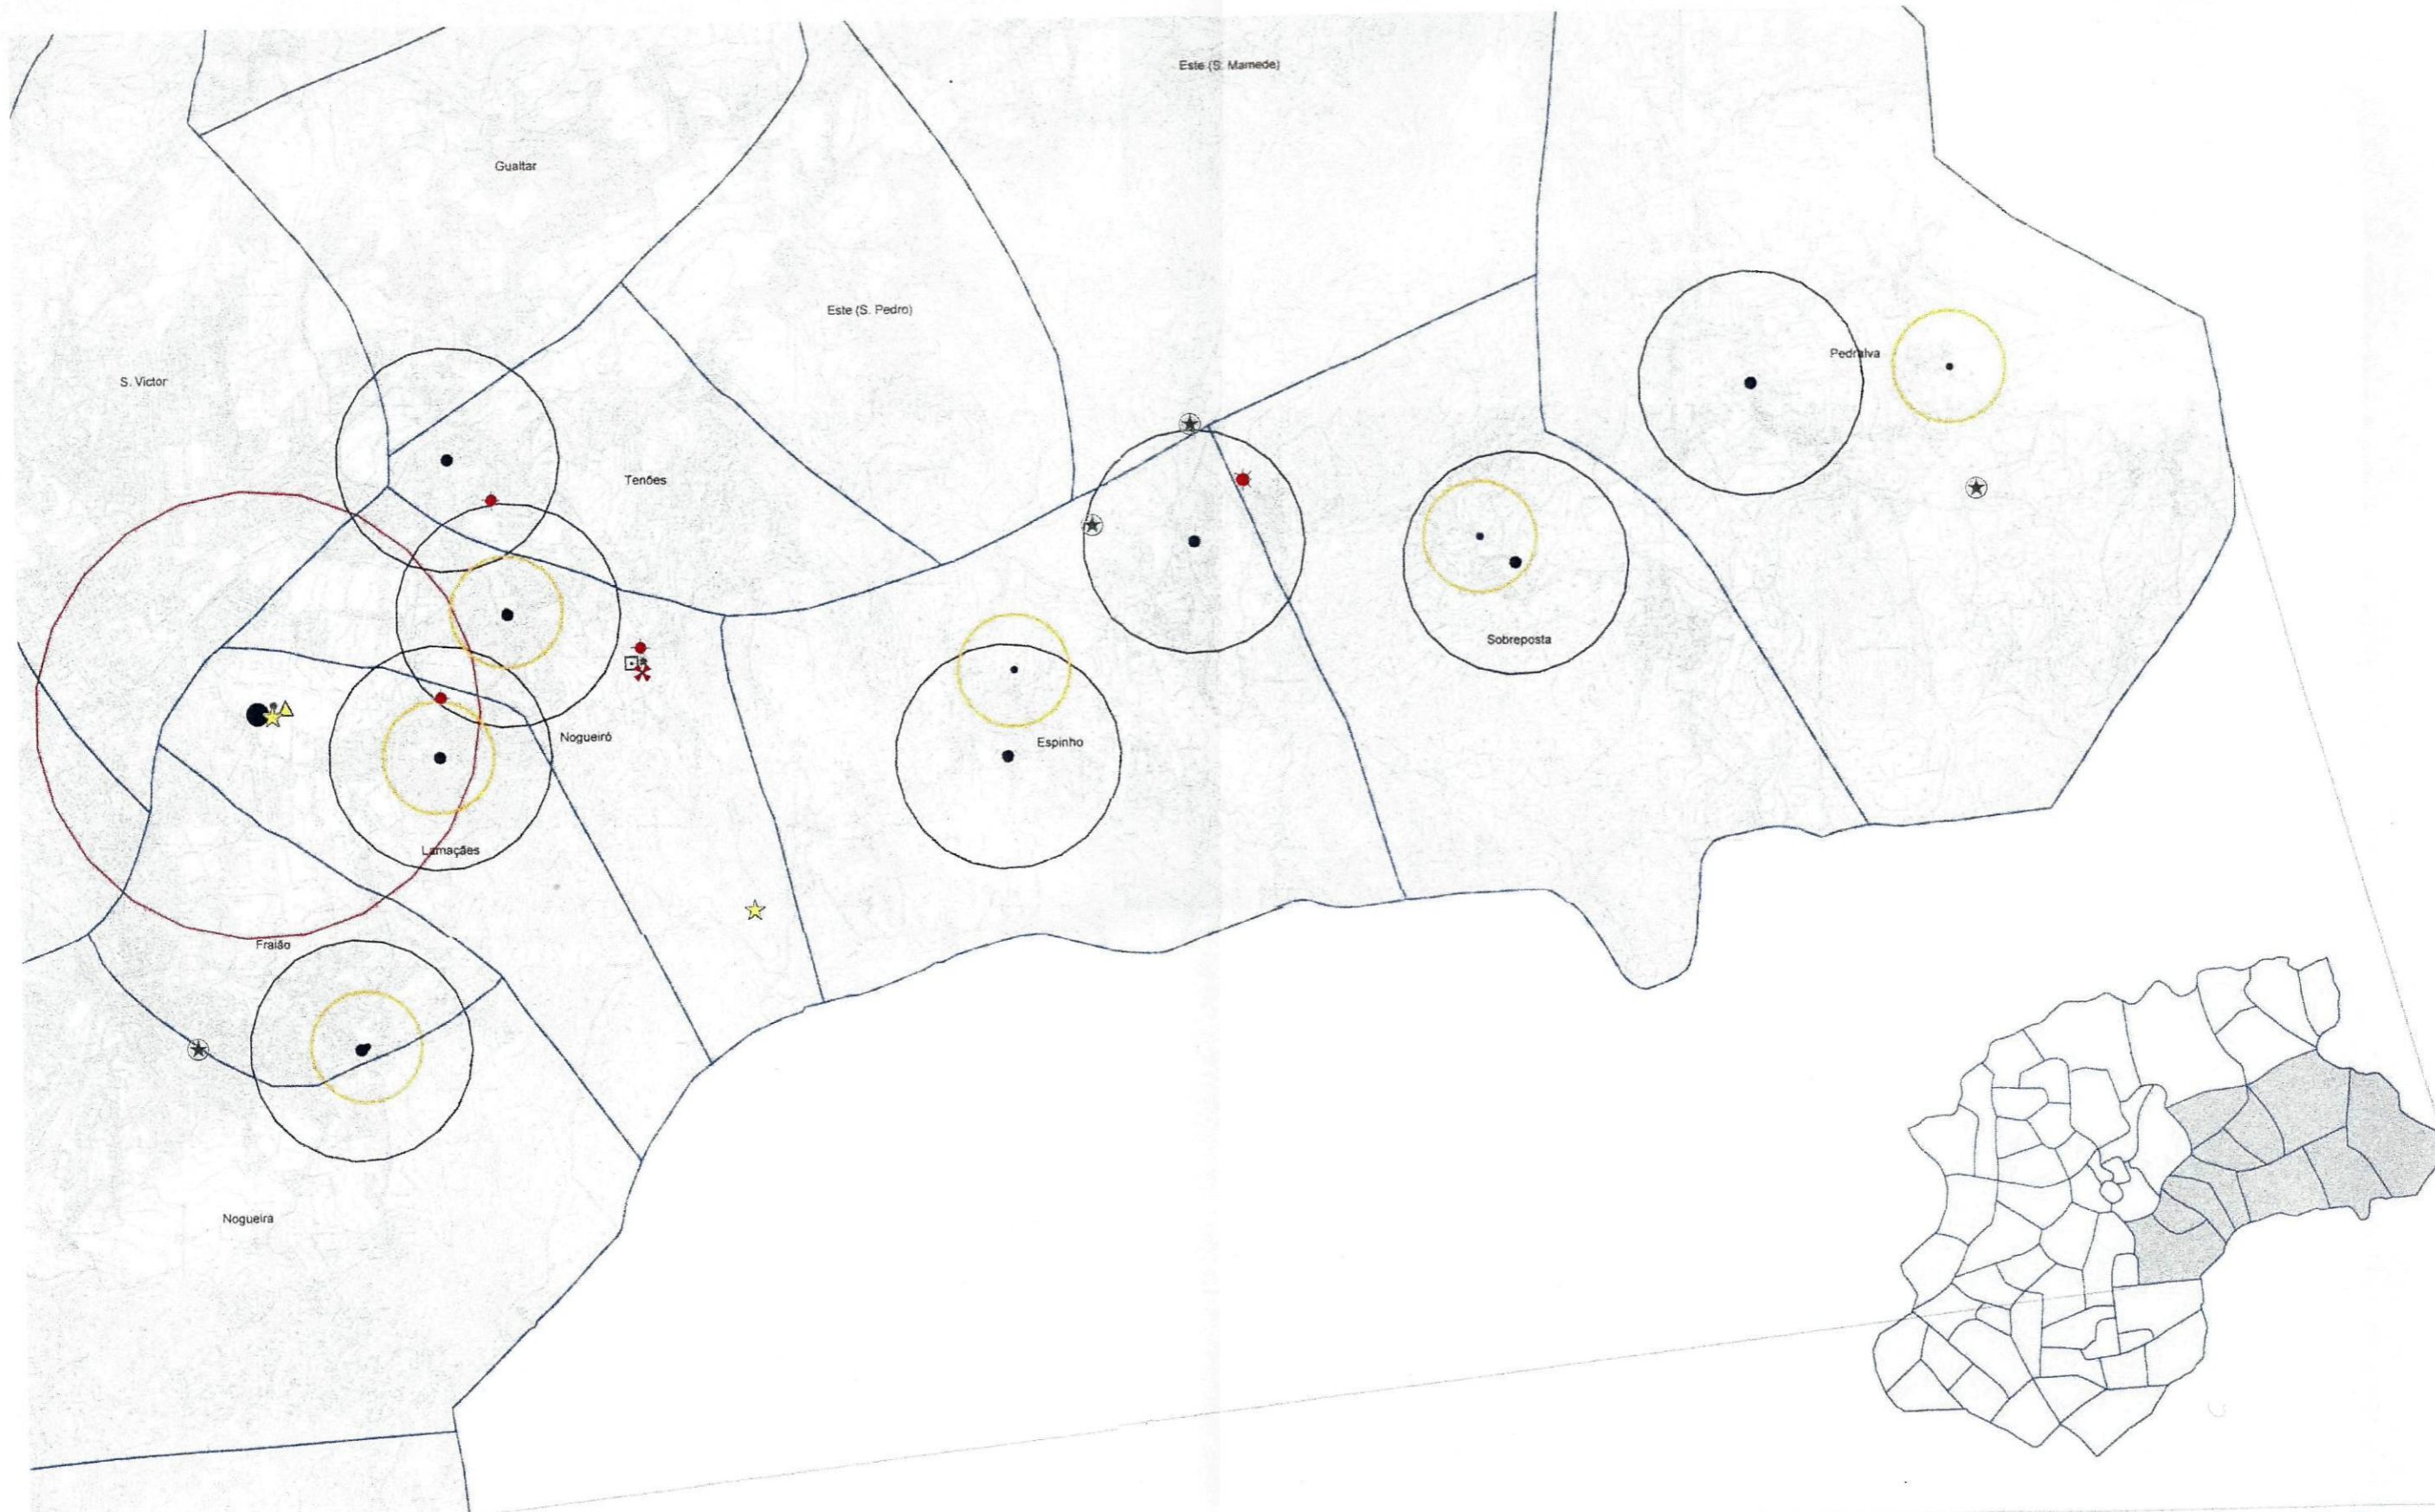 Este (S. Mamede)
Gualtar
Este (S. Pedro)
Pedralva
S. Victor
Tenões
Sobreposta
Nogueiró
Espinho
Lamaçães
Fraião
Nogueira